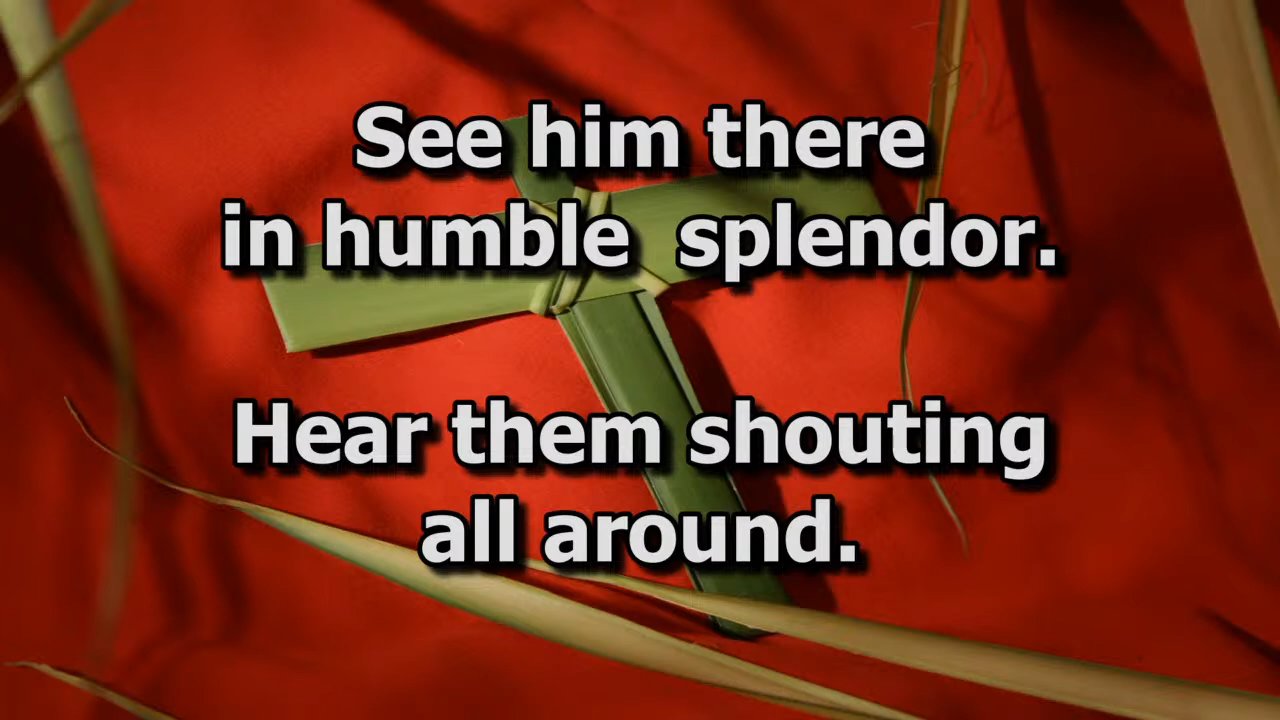 See him there
in humble  splendor.
Hear them shouting
all around.